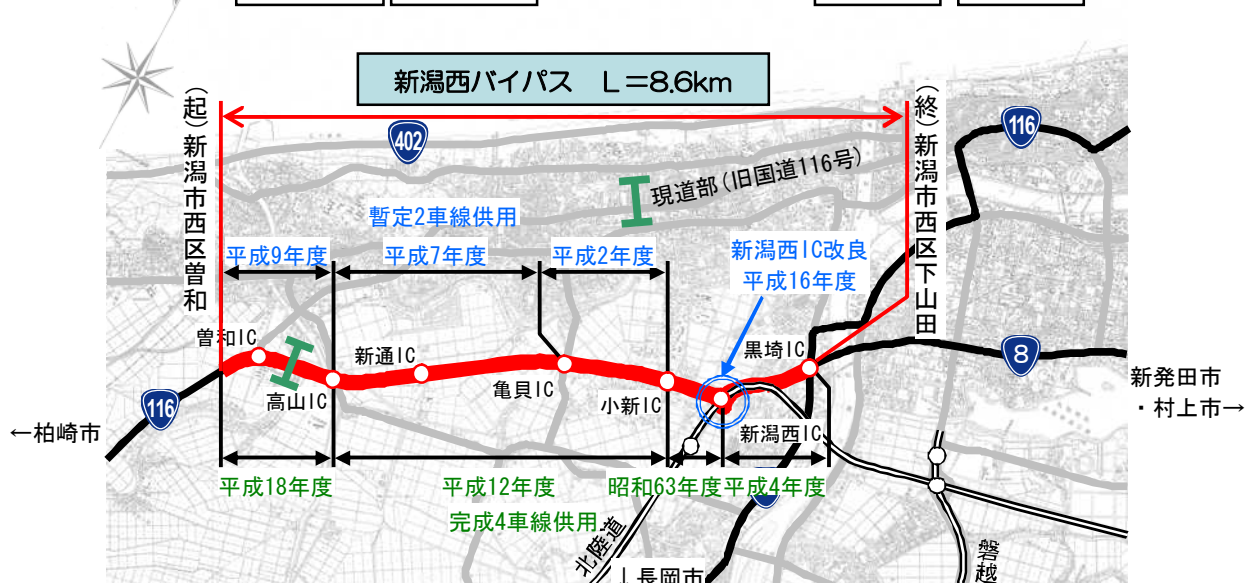 新潟西バイパス　L=8.6km
(起)新潟市西区曽和
(終)新潟市西区下山田
402
116
現道部(旧国道116号)
暫定2車線供用
平成9年度
平成7年度
平成2年度
新潟西IC改良
平成16年度
曽和IC
新通IC
黒埼IC
8
高山IC
亀貝IC
小新IC
新潟西IC
116
←柏崎市
新発田市
・村上市→
平成18年度
平成12年度
昭和63年度
平成4年度
完成4車線供用
北陸道
磐越
↓長岡市